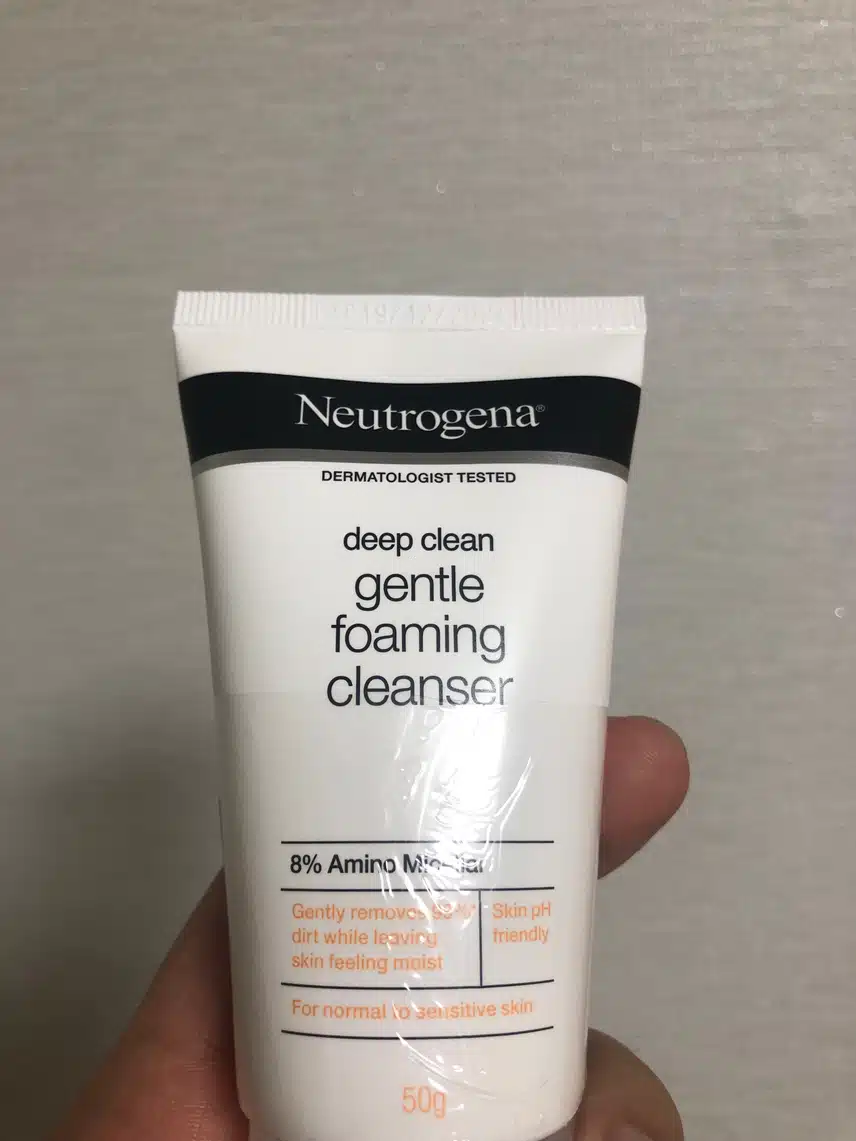 Neutrogena®
DERMATOLOGIST TESTED
deep clean
gentle
foaming
cleanser
8% Amino Micellar
Gently removes
dirt while leaving
skin feeling moist
Skin pH
friendly
For normal to sensitive skin
50g